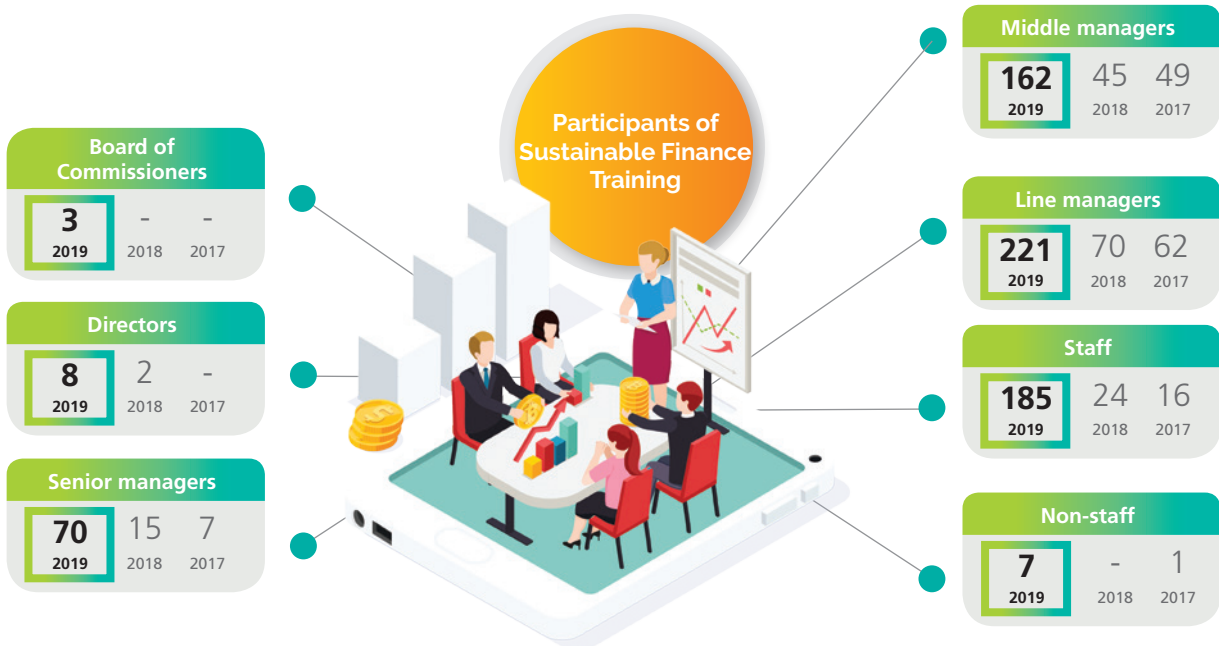 Participants of
Sustainable Finance
Training
Board of
Commissioners
3 - -
2019 2018 2017
Directors
8 2 -
2019 2018 2017
Senior managers
70 15 7
2019 2018 2017
Middle managers
162 45 49
2019 2018 2017
Line managers
221 70 62
2019 2018 2017
Staff
185 24 16
2019 2018 2017
Non-staff
7 - 1
2019 2018 2017